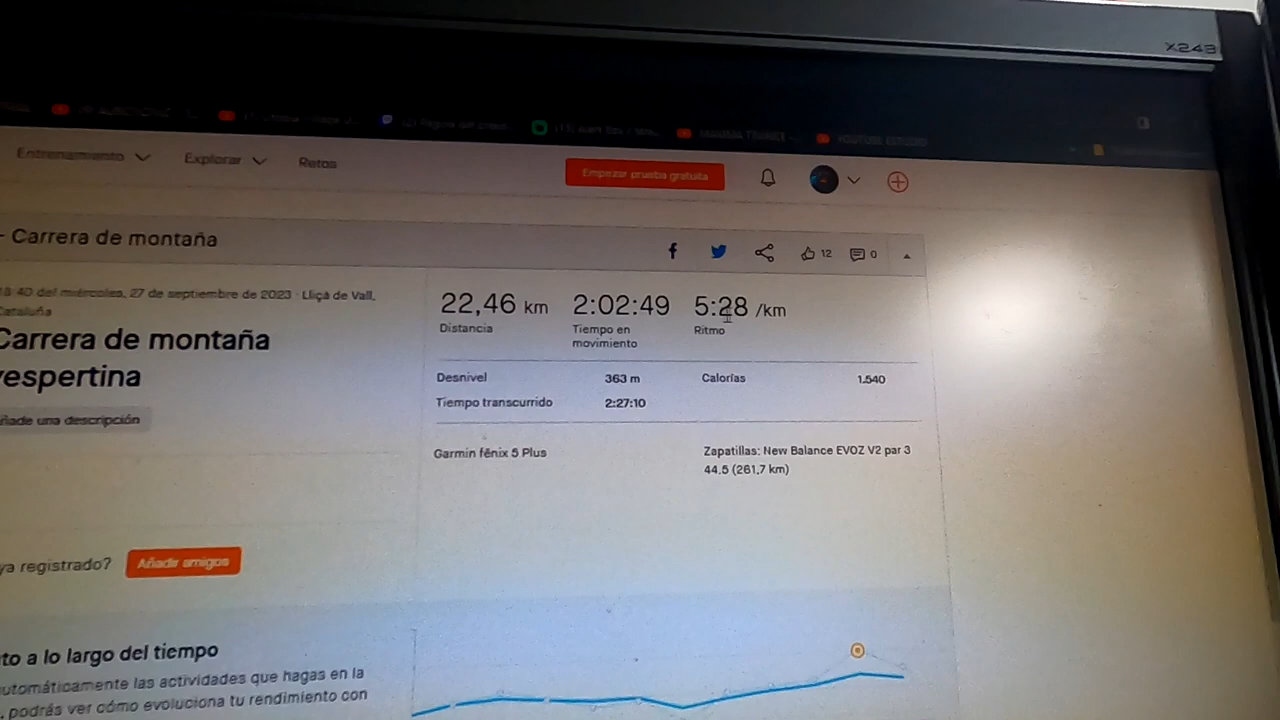 X243
YOUTUBE ESTUDIO
Entrenamiento
Explorar
Retos
Empezar prueba gratuita
- Carrera de montaña
12
0
18:40 del miércoles, 27 de septiembre de 2023 · Lliçà de Vall,
Cataluña
Carrera de montaña
vespertina
22,46 km
2:02:49
5:28 /km
Distancia
Tiempo en
movimiento
Ritmo
Desnivel
363 m
Calorías
1.540
Tiempo transcurrido
2:27:10
ñade una descripción
Garmin fēnix 5 Plus
Zapatillas: New Balance EVOZ V2 par 3
44.5 (261,7 km)
ya registrado?
Añadir amigos
to a lo largo del tiempo
utomáticamente las actividades que hagas en la
, podrás ver cómo evoluciona tu rendimiento con